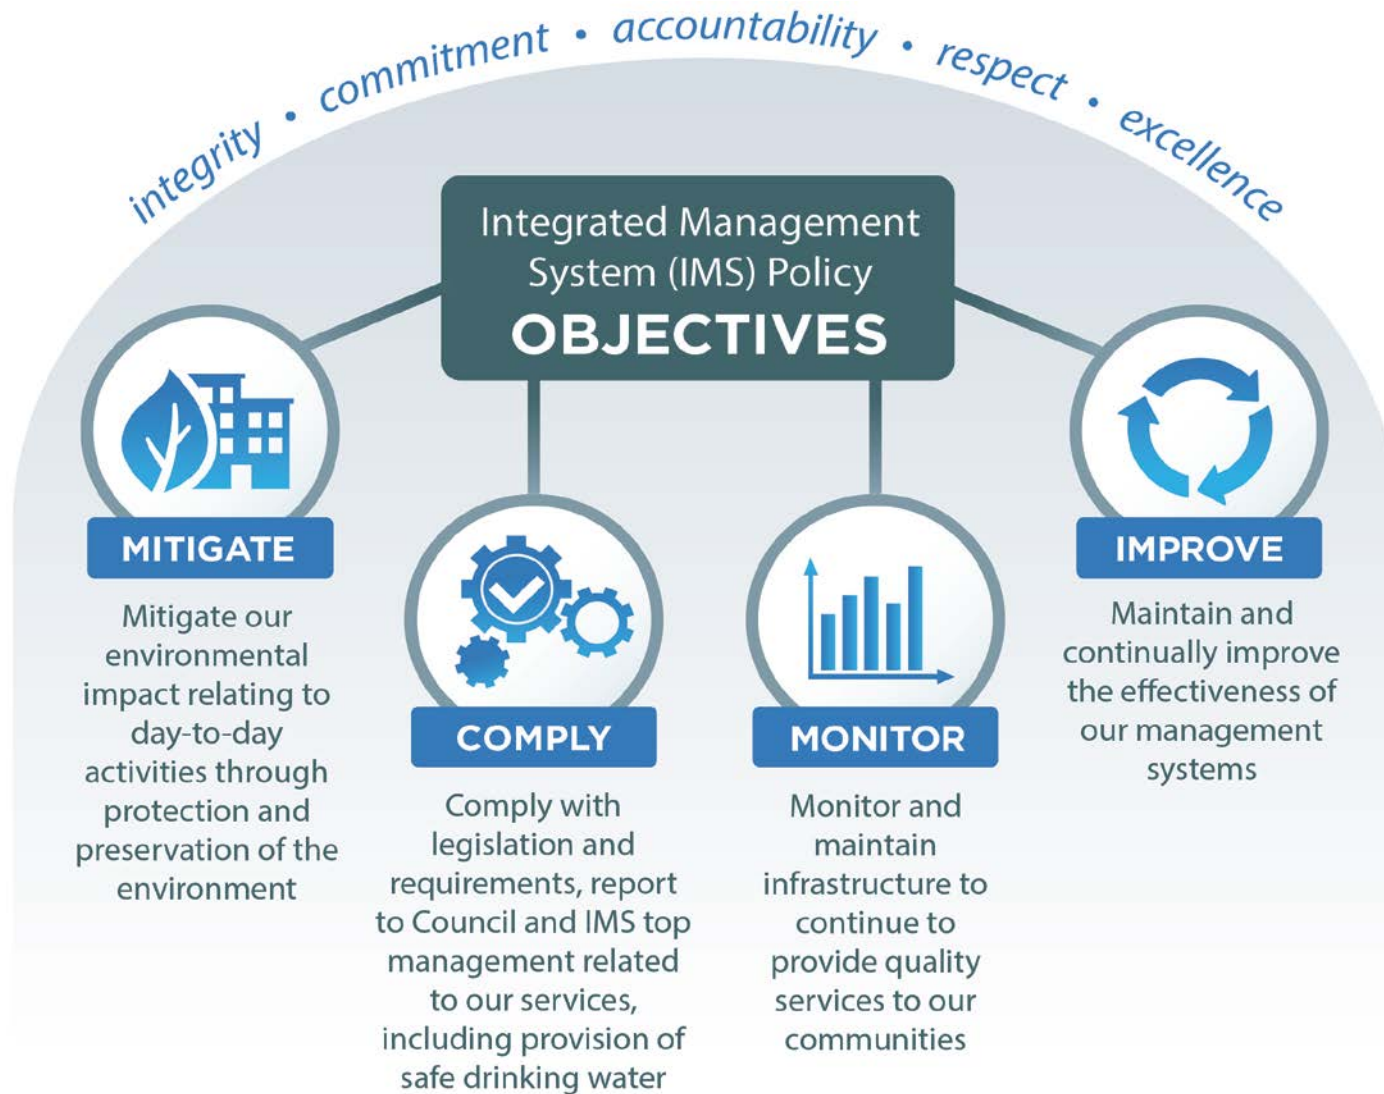 integrity • commitment • accountability • respect • excellence
Integrated Management
System (IMS) Policy
OBJECTIVES
MITIGATE
Mitigate our
environmental
impact relating to
day-to-day
activities through
protection and
preservation of the
environment
COMPLY
Comply with
legislation and
requirements, report
to Council and IMS top
management related
to our services,
including provision of
safe drinking water
MONITOR
Monitor and
maintain
infrastructure to
continue to
provide quality
services to our
communities
IMPROVE
Maintain and
continually improve
the effectiveness of
our management
systems